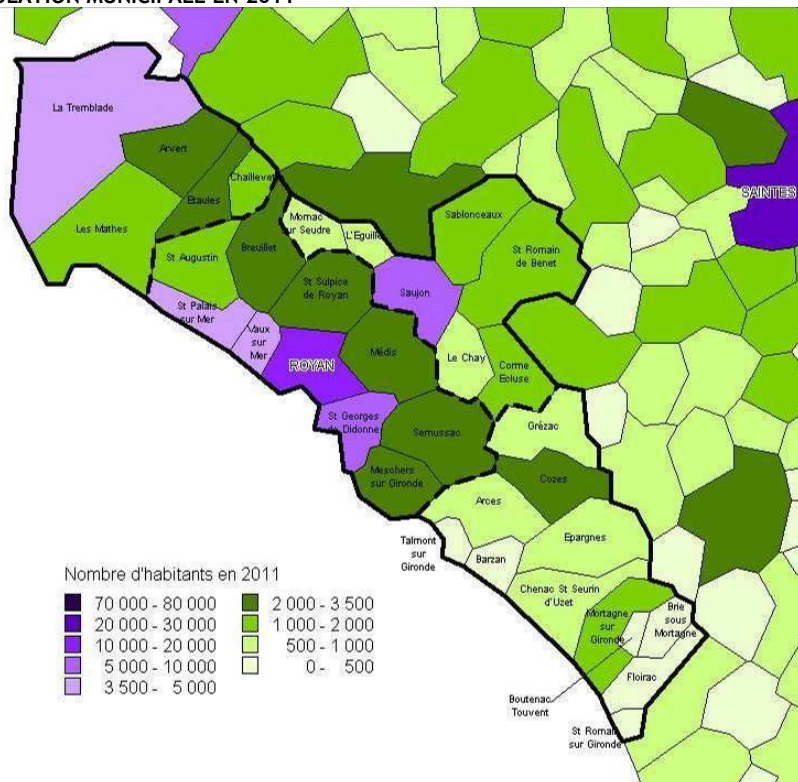 POPULATION MUNICIPALE EN 2011
La Tremblade
Arvert
Chaillevet
Etaules
Les Mathes
Mornac
sur Seudre
L'Eguille
Breuillet
St Augustin
Sablonceaux
St Romain
de Benet
SAINTES
St Sulpice
de Royan
Saujon
St Palais
sur Mer
Vaux
sur
Mer
ROYAN
Médis
Le Chay
Corme
Ecluse
St Georges
de Didonne
Semussac
Grézac
Meschers
sur Gironde
Cozes
Arces
Talmont
sur
Gironde
Barzan
Epargnes
Chenac St Seurin
d'Uzet
Mortagne
sur
Gironde
Brie
sous
Mortagne
Floirac
Boutenac
Touvent
St Romain
sur Gironde
Nombre d'habitants en 2011
70 000 - 80 000
20 000 - 30 000
10 000 - 20 000
5 000 - 10 000
3 500 - 5 000
2 000 - 3 500
1 000 - 2 000
500 - 1 000
0 - 500